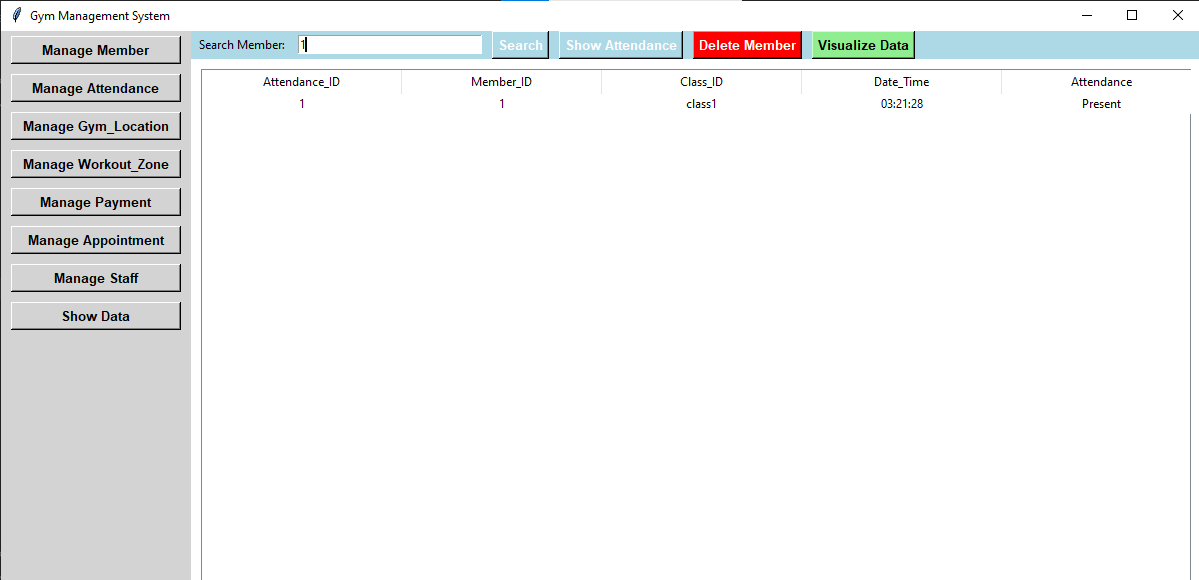 Gym Management System
Manage Member
Manage Attendance
Manage Gym_Location
Manage Workout_Zone
Manage Payment
Manage Appointment
Manage Staff
Show Data
Search Member: 1 Search Show Attendance Delete Member Visualize Data
Attendance_ID Member_ID Class_ID Date_Time Attendance
1 1 class1 03:21:28 Present